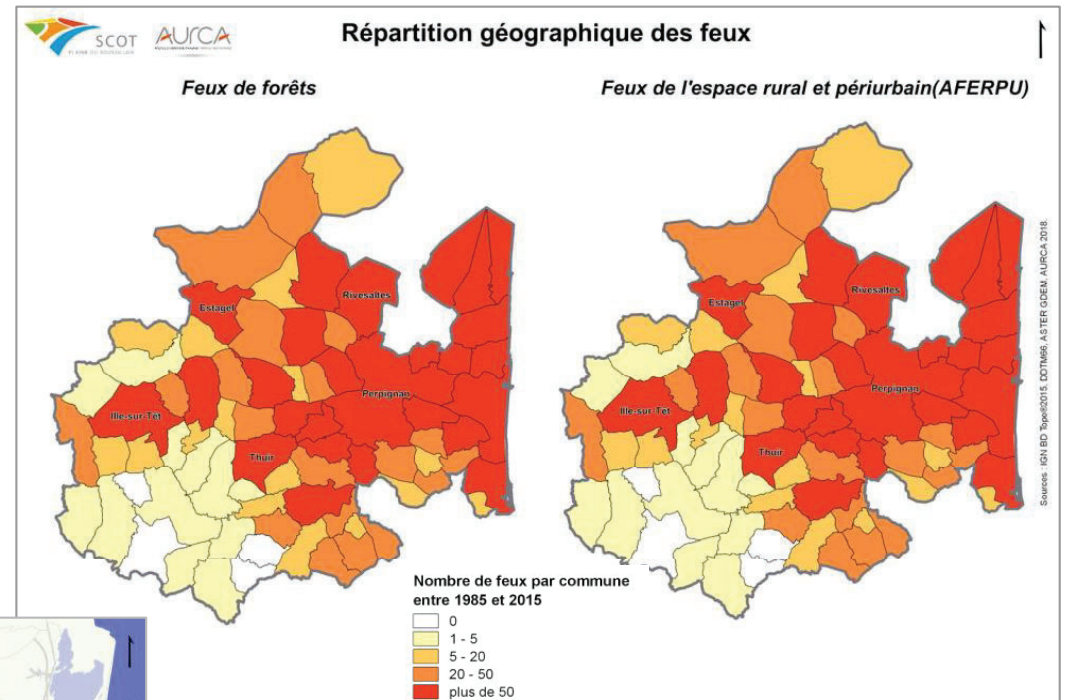 SCOT
PLAINE DU ROUSSILLON
AURCA
Répartition géographique des feux
Feux de forêts
Feux de l'espace rural et périurbain(AFERPU)
Estagel
Rivesaltes
Ille-sur-Tet
Perpignan
Thuir
Estagel
Rivesaltes
Ille-sur-Tet
Perpignan
Thuir
Nombre de feux par commune
entre 1985 et 2015
0
1 - 5
5 - 20
20 - 50
plus de 50
Sources : IGN BD Topo®2015, DDTM66, ASTER GDEM, AURCA 2018.